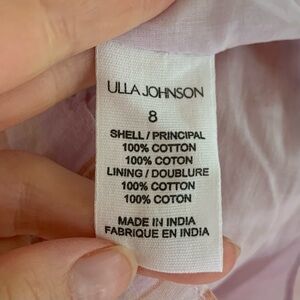 ULLA JOHNSON
8
SHELL / PRINCIPAL
100% COTTON
100% COTON
LINING / DOUBLURE
100% COTTON
100% COTON
MADE IN INDIA
FABRIQUE EN INDIA